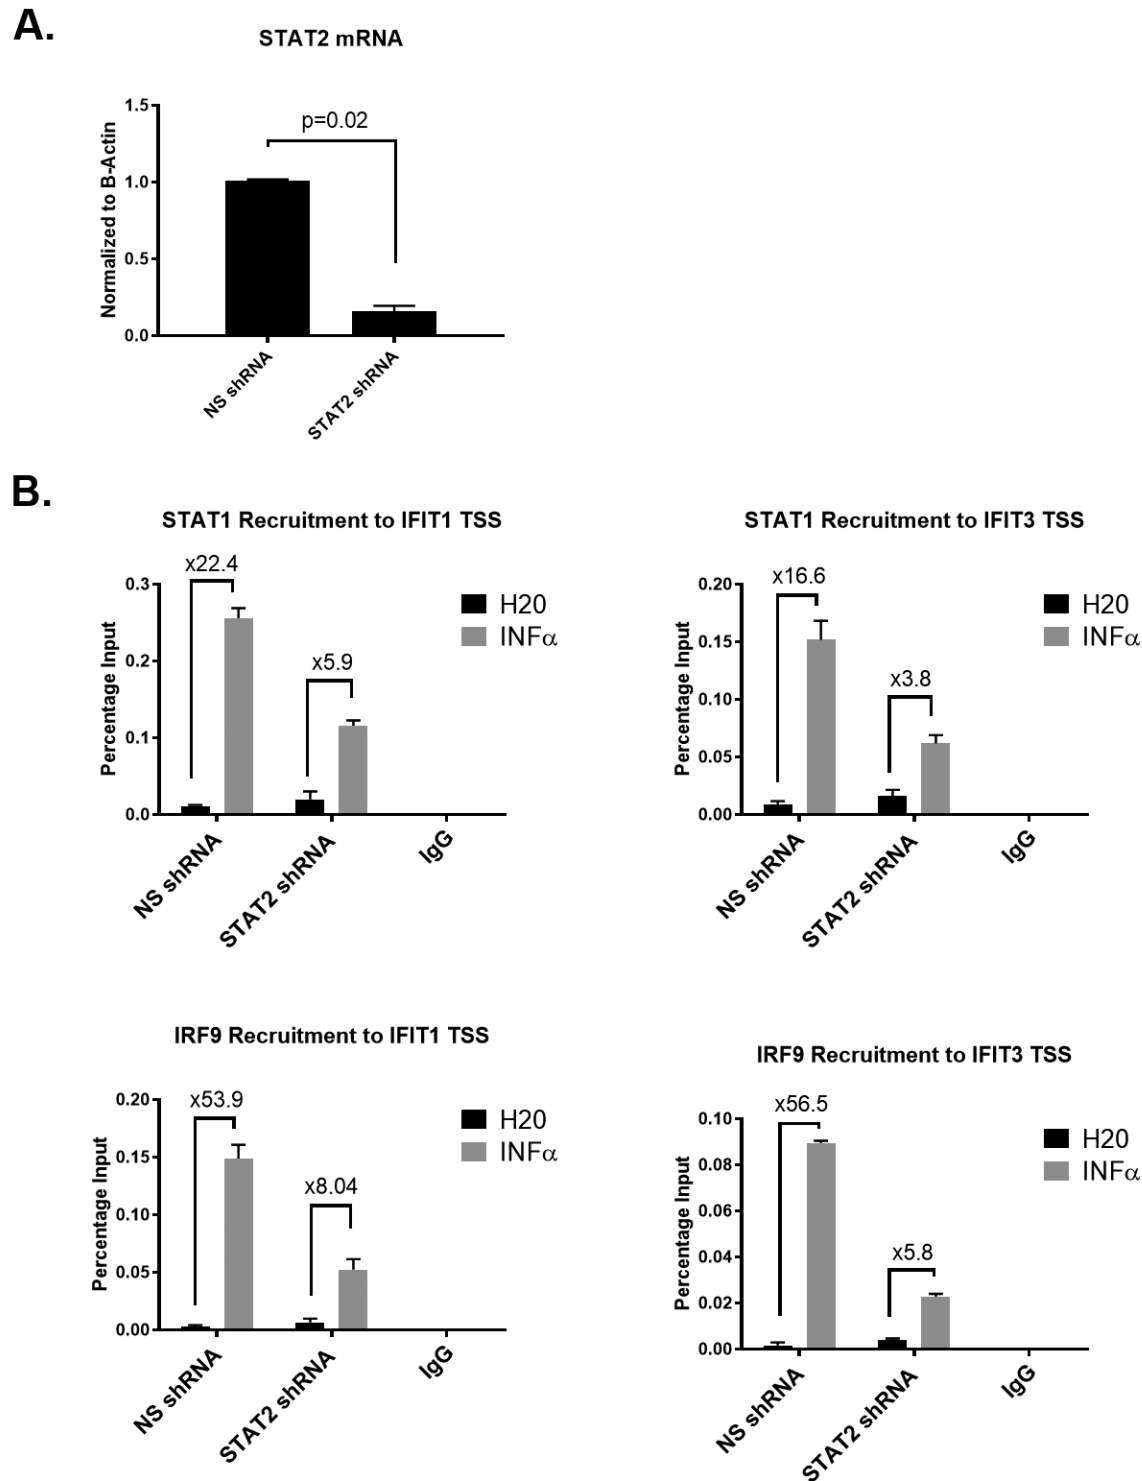 A.
STAT2 mRNA
Normalized to B-Actin
1.5
1.0
0.5
0.0
p=0.02
NS shRNA
STAT2 shRNA
B.
STAT1 Recruitment to IFIT1 TSS
Percentage Input
0.3
0.2
0.1
0.0
x22.4
x5.9
H20
INFα
NS shRNA
STAT2 shRNA
IgG
STAT1 Recruitment to IFIT3 TSS
Percentage Input
0.20
0.15
0.10
0.05
0.00
x16.6
x3.8
H20
INFα
NS shRNA
STAT2 shRNA
IgG
IRF9 Recruitment to IFIT1 TSS
Percentage Input
0.20
0.15
0.10
0.05
0.00
x53.9
x8.04
H20
INFα
NS shRNA
STAT2 shRNA
IgG
IRF9 Recruitment to IFIT3 TSS
Percentage Input
0.10
0.08
0.06
0.04
0.02
0.00
x56.5
x5.8
H20
INFα
NS shRNA
STAT2 shRNA
IgG